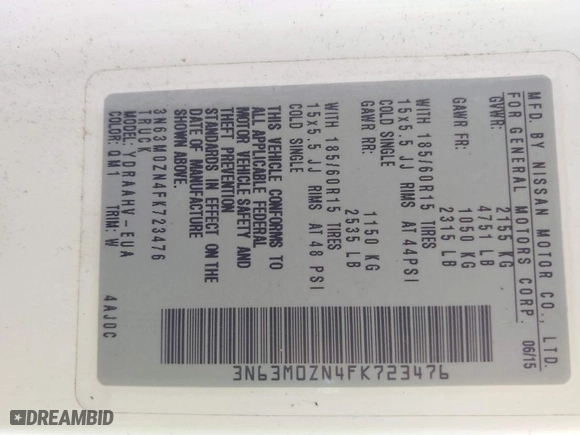 MFD. BY NISSAN MOTOR CO., LTD.
FOR GENERAL MOTORS CORP. 06/15
GVWR: 2155 KG
4751 LB
GAWR FR: 1050 KG
2315 LB
WITH 185/60R15 TIRES
15x5.5 JJ RIMS AT 44PSI
COLD SINGLE
GAWR RR: 1150 KG
2535 LB
WITH 185/60R15 TIRES
15x5.5 JJ RIMS AT 48 PSI
COLD SINGLE
THIS VEHICLE CONFORMS TO
ALL APPLICABLE FEDERAL
MOTOR VEHICLE SAFETY AND
THEFT PREVENTION
STANDARDS IN EFFECT ON THE
DATE OF MANUFACTURE
SHOWN ABOVE.
3N63M0ZN4FK723476
TRUCK
MODEL: YDRAAHV-EUA
COLOR: QM1 TRIM: W
4AJ0C
3N63M0ZN4FK723476
DREAMBID